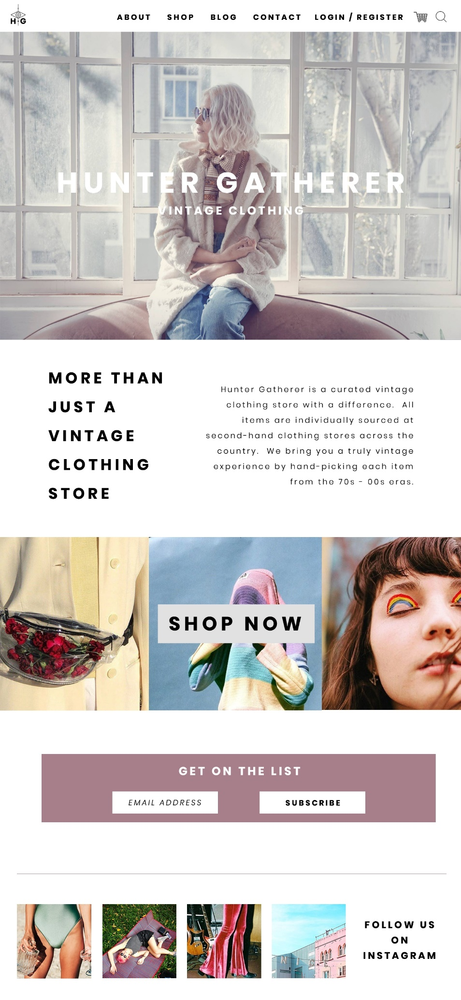 H G
ABOUT SHOP BLOG CONTACT LOGIN / REGISTER
HUNTER GATHERER
VINTAGE CLOTHING
MORE THAN
JUST A
VINTAGE
CLOTHING
STORE
Hunter Gatherer is a curated vintage
clothing store with a difference.  All
items are individually sourced at
second-hand clothing stores across the
country.  We bring you a truly vintage
experience by hand-picking each item
from the 70s - 00s eras.
SHOP NOW
GET ON THE LIST
EMAIL ADDRESS
SUBSCRIBE
FOLLOW US
ON
INSTAGRAM